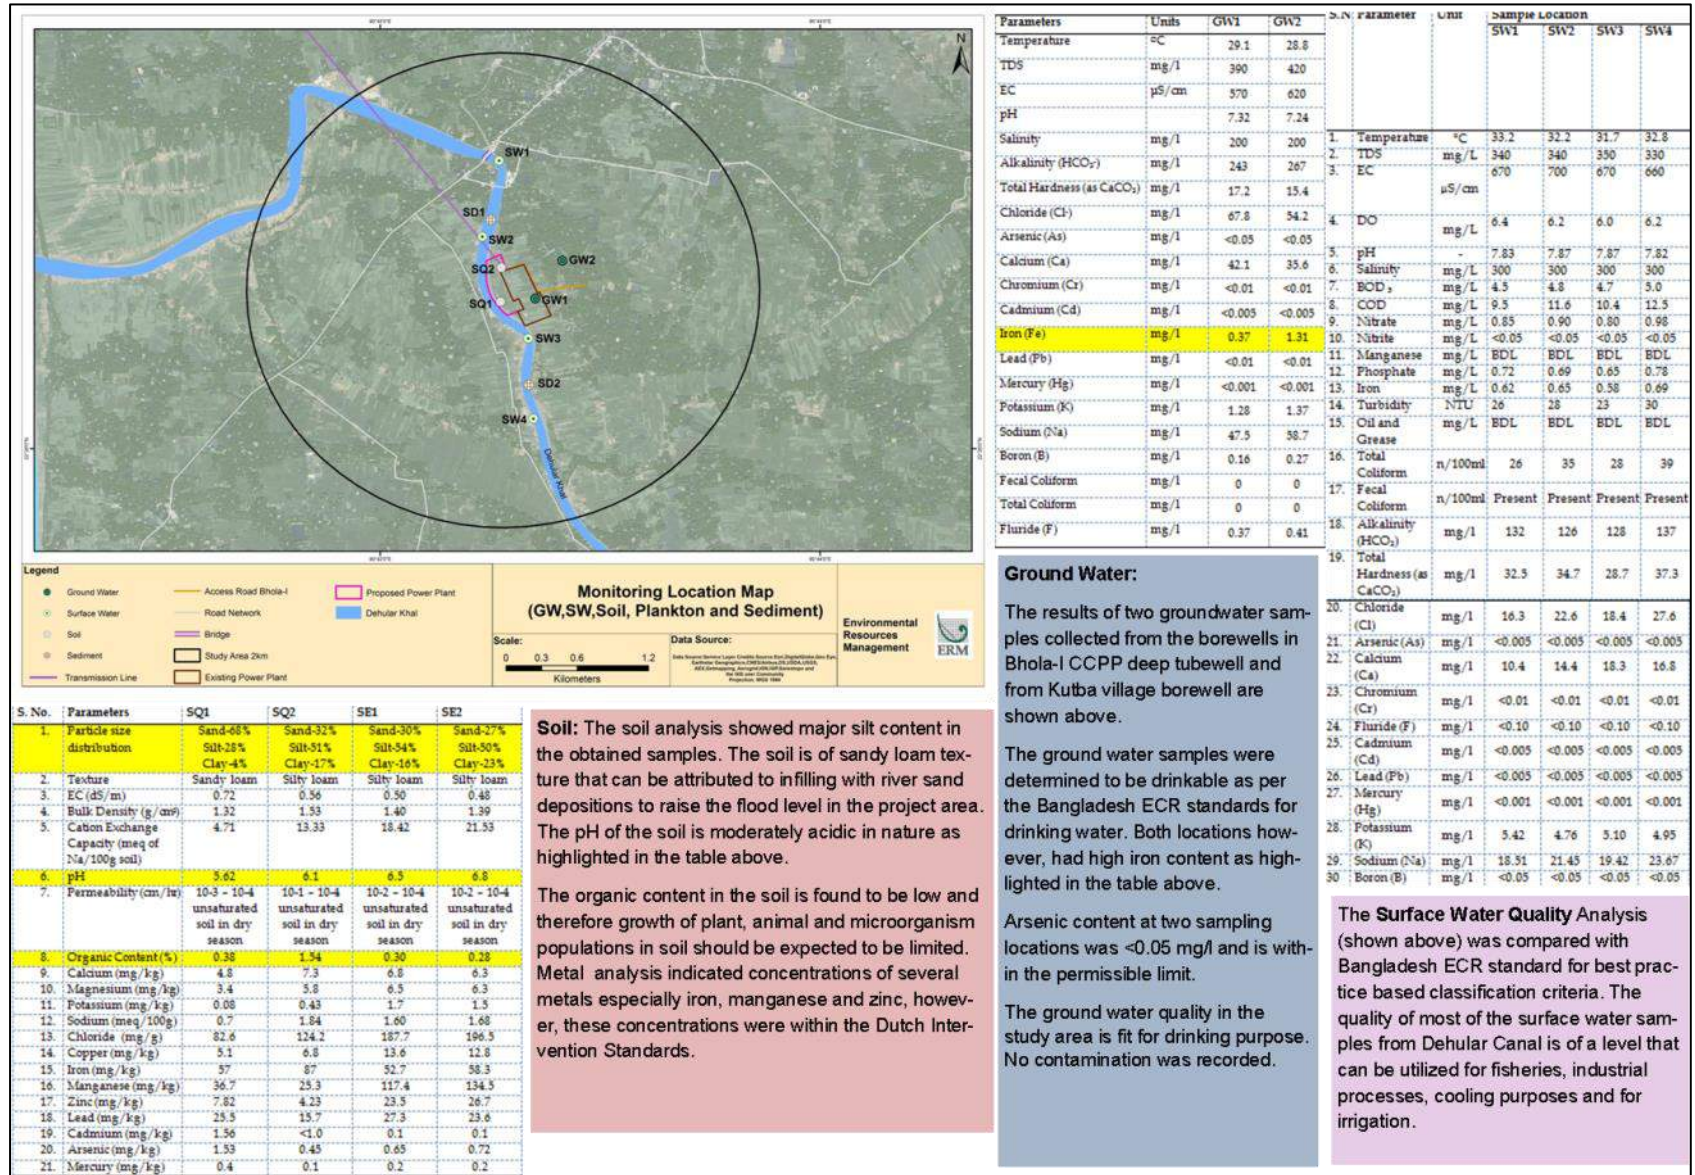 N
SW1
SD1
SW2
SQ2
GW2
SQ1
GW1
SW3
SD2
SW4
Dehular Khal
Legend
Ground Water
Surface Water
Soil
Sediment
Transmission Line
Access Road Bhola-I
Road Network
Bridge
Study Area 2km
Existing Power Plant
Proposed Power Plant
Dehular Khal
Monitoring Location Map
(GW,SW,Soil, Plankton and Sediment)
Scale:
0 0.3 0.6 1.2
Kilometers
Data Source:
Environmental
Resources
Management
ERM
Parameters Units GW1 GW2
Temperature ºC 29.1 28.8
TDS mg/l 390 420
EC µS/cm 570 620
pH 7.32 7.24
Salinity mg/l 200 200
Alkalinity (HCO₃) mg/l 243 267
Total Hardness (as CaCO₃) mg/l 17.2 15.4
Chloride (Cl-) mg/l 67.8 54.2
Arsenic (As) mg/l <0.05 <0.05
Calcium (Ca) mg/l 42.1 35.6
Chromium (Cr) mg/l <0.01 <0.01
Cadmium (Cd) mg/l <0.005 <0.005
Iron (Fe) mg/l 0.37 1.31
Lead (Pb) mg/l <0.01 <0.01
Mercury (Hg) mg/l <0.001 <0.001
Potassium (K) mg/l 1.28 1.37
Sodium (Na) mg/l 47.5 58.7
Boron (B) mg/l 0.16 0.27
Fecal Coliform mg/l 0 0
Total Coliform mg/l 0 0
Fluride (F) mg/l 0.37 0.41
S.N Parameter Unit Sample Location
SW1 SW2 SW3 SW4
1. Temperature °C 33.2 32.2 31.7 32.8
2. TDS mg/L 340 340 350 330
3. EC µS/cm 670 700 670 660
4. DO mg/L 6.4 6.2 6.0 6.2
5. pH - 7.83 7.87 7.87 7.82
6. Salinity mg/L 300 300 300 300
7. BOD₅ mg/L 4.5 4.8 4.7 5.0
8. COD mg/L 9.5 11.6 10.4 12.5
9. Nitrate mg/L 0.85 0.90 0.80 0.98
10. Nitrite mg/L <0.05 <0.05 <0.05 <0.05
11. Manganese mg/L BDL BDL BDL BDL
12. Phosphate mg/L 0.72 0.69 0.65 0.78
13. Iron mg/L 0.62 0.65 0.58 0.69
14. Turbidity NTU 26 28 23 30
15. Oil and mg/L BDL BDL BDL BDL
Grease
16. Total
Coliform n/100ml 26 35 28 39
17. Fecal
Coliform n/100ml Present Present Present Present
18. Alkalinity
(HCO₃) mg/l 132 126 128 137
19. Total
Hardness (as mg/l 32.5 34.7 28.7 37.3
CaCO₃)
20. Chloride
(Cl) mg/l 16.3 22.6 18.4 27.6
21. Arsenic (As) mg/l <0.005 <0.005 <0.005 <0.005
22. Calcium
(Ca) mg/l 10.4 14.4 18.3 16.8
23. Chromium
(Cr) mg/l <0.01 <0.01 <0.01 <0.01
24. Fluride (F) mg/l <0.10 <0.10 <0.10 <0.10
25. Cadmium
(Cd) mg/l <0.005 <0.005 <0.005 <0.005
26. Lead (Pb) mg/l <0.005 <0.005 <0.005 <0.005
27. Mercury
(Hg) mg/l <0.001 <0.001 <0.001 <0.001
28. Potassium
(K) mg/l 5.42 4.76 5.10 4.95
29. Sodium (Na) mg/l 18.51 21.45 19.42 23.67
30 Boron (B) mg/l <0.05 <0.05 <0.05 <0.05
S. No. Parameters SQ1 SQ2 SE1 SE2
1. Particle size Sand-68% Sand-32% Sand-30% Sand-27%
distribution Silt-28% Silt-51% Silt-54% Silt-50%
Clay-4% Clay-17% Clay-16% Clay-23%
2. Texture Sandy loam Silty loam Silty loam Silty loam
3. EC (dS/m) 0.72 0.56 0.50 0.48
4. Bulk Density (g/cm³) 1.32 1.53 1.40 1.39
5. Cation Exchange 4.71 13.33 18.42 21.53
Capacity (meq of
Na/100g soil)
6. pH 5.62 6.1 6.5 6.8
7. Permeability (cm/hr) 10-3 - 10-4 10-1 - 10-4 10-2 - 10-4 10-2 - 10-4
unsaturated unsaturated unsaturated unsaturated
soil in dry soil in dry soil in dry soil in dry
season season season season
8. Organic Content (%) 0.38 1.54 0.30 0.28
9. Calcium (mg/kg) 4.8 7.3 6.8 6.3
10. Magnesium (mg/kg) 3.4 5.8 6.5 6.3
11. Potassium (mg/kg) 0.08 0.43 1.7 1.5
12. Sodium (meq/100g) 0.7 1.84 1.60 1.68
13. Chloride (mg/g) 82.6 124.2 187.7 196.5
14. Copper (mg/kg) 5.1 6.8 13.6 12.8
15. Iron (mg/kg) 57 87 52.7 58.3
16. Manganese (mg/kg) 36.7 25.3 117.4 134.5
17. Zinc (mg/kg) 7.82 4.23 23.5 26.7
18. Lead (mg/kg) 25.5 15.7 27.3 23.6
19. Cadmium (mg/kg) 1.56 <1.0 0.1 0.1
20. Arsenic (mg/kg) 1.53 0.45 0.65 0.72
21. Mercury (mg/kg) 0.4 0.1 0.2 0.2
Soil: The soil analysis showed major silt content in
the obtained samples. The soil is of sandy loam tex-
ture that can be attributed to infilling with river sand
depositions to raise the flood level in the project area.
The pH of the soil is moderately acidic in nature as
highlighted in the table above.
The organic content in the soil is found to be low and
therefore growth of plant, animal and microorganism
populations in soil should be expected to be limited.
Metal analysis indicated concentrations of several
metals especially iron, manganese and zinc, howev-
er, these concentrations were within the Dutch Inter-
vention Standards.
Ground Water:
The results of two groundwater sam-
ples collected from the borewells in
Bhola-I CCPP deep tubewell and
from Kutba village borewell are
shown above.
The ground water samples were
determined to be drinkable as per
the Bangladesh ECR standards for
drinking water. Both locations how-
ever, had high iron content as high-
lighted in the table above.
Arsenic content at two sampling
locations was <0.05 mg/l and is with-
in the permissible limit.
The ground water quality in the
study area is fit for drinking purpose.
No contamination was recorded.
The Surface Water Quality Analysis
(shown above) was compared with
Bangladesh ECR standard for best prac-
tice based classification criteria. The
quality of most of the surface water sam-
ples from Dehular Canal is of a level that
can be utilized for fisheries, industrial
processes, cooling purposes and for
irrigation.